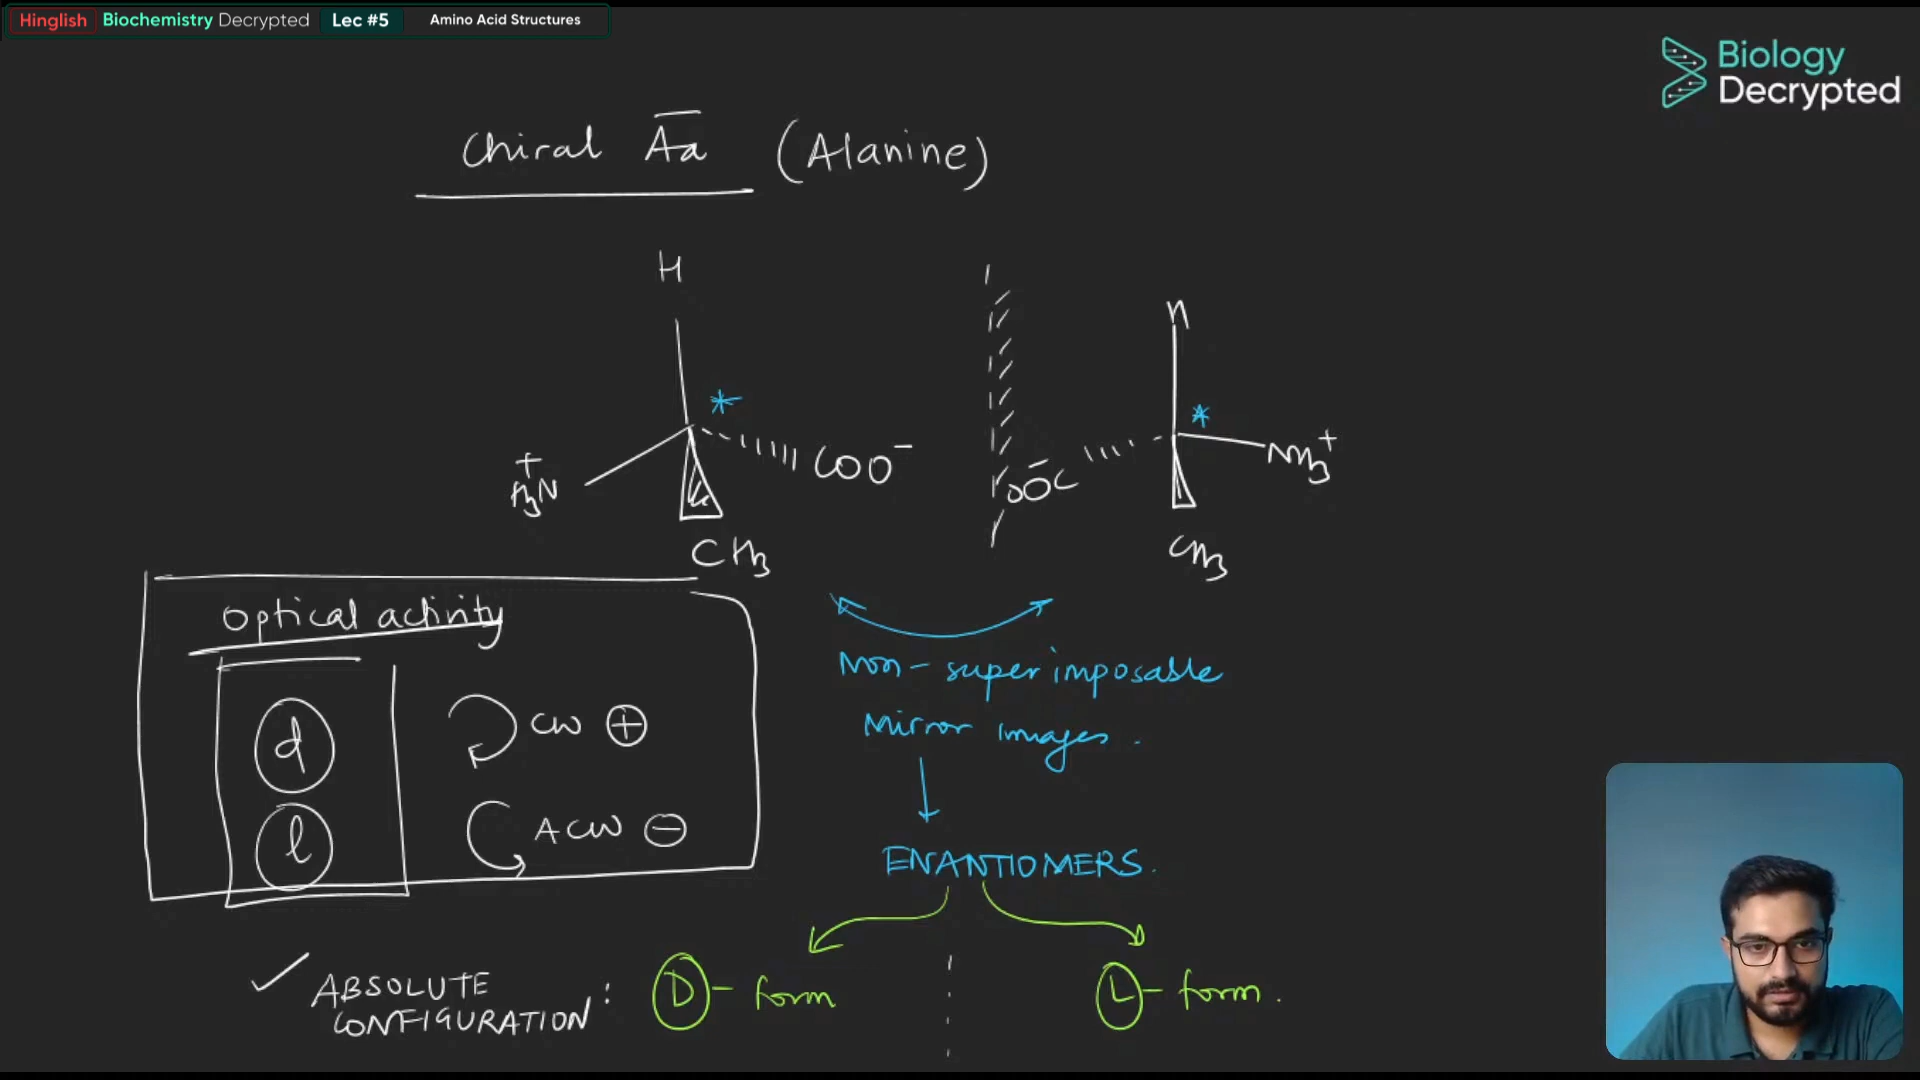 Hinglish Biochemistry Decrypted Lec #5 Amino Acid Structures
Biology
Decrypted
Chiral Aa (Alanine)
H
H
*
*
COO⁻
NH₃⁺
⁺H₃N
⁻OOC
CH₃
CH₃
Optical activity
d CW ⊕
l ACW ⊖
Non-superimposable
Mirror images.
ENANTIOMERS.
✓ ABSOLUTE
CONFIGURATION : D-form L-form.